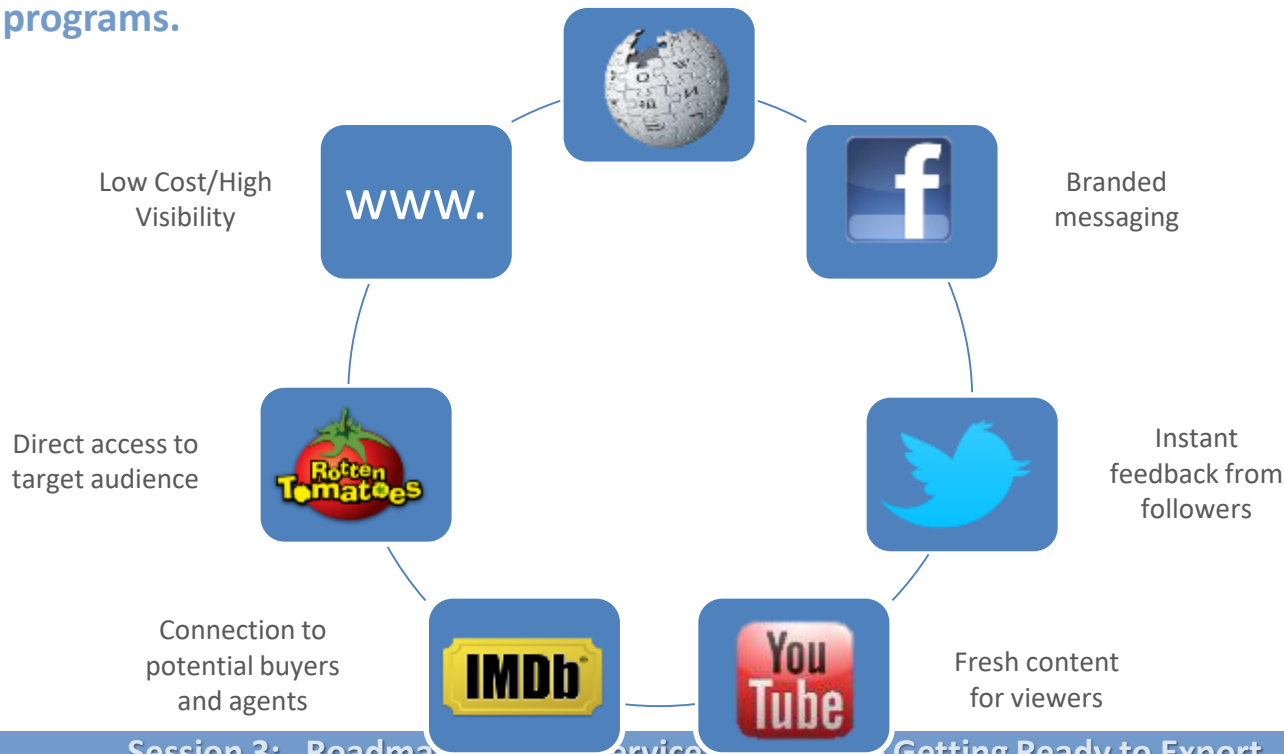 programs.
www.
Low Cost/High
Visibility
f
Branded
messaging
Rotten
Tomatoes
Direct access to
target audience
Instant
feedback from
followers
IMDb
Connection to
potential buyers
and agents
You
Tube
Fresh content
for viewers
Session 3: Getting Ready to Export